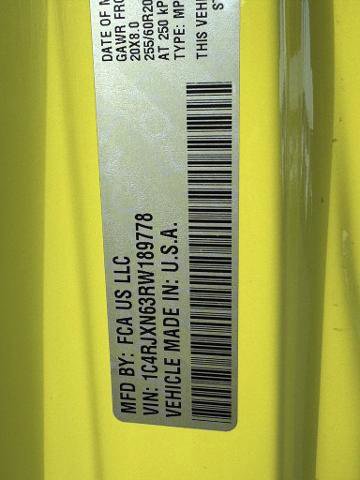 DATE OF M
GAWR FRO
20X8.0
255/60R20
AT 250 kP
TYPE: MP
THIS VEHI
MFD BY: FCA US LLC
VIN: 1C4RJXN63RW189778
VEHICLE MADE IN: U.S.A.